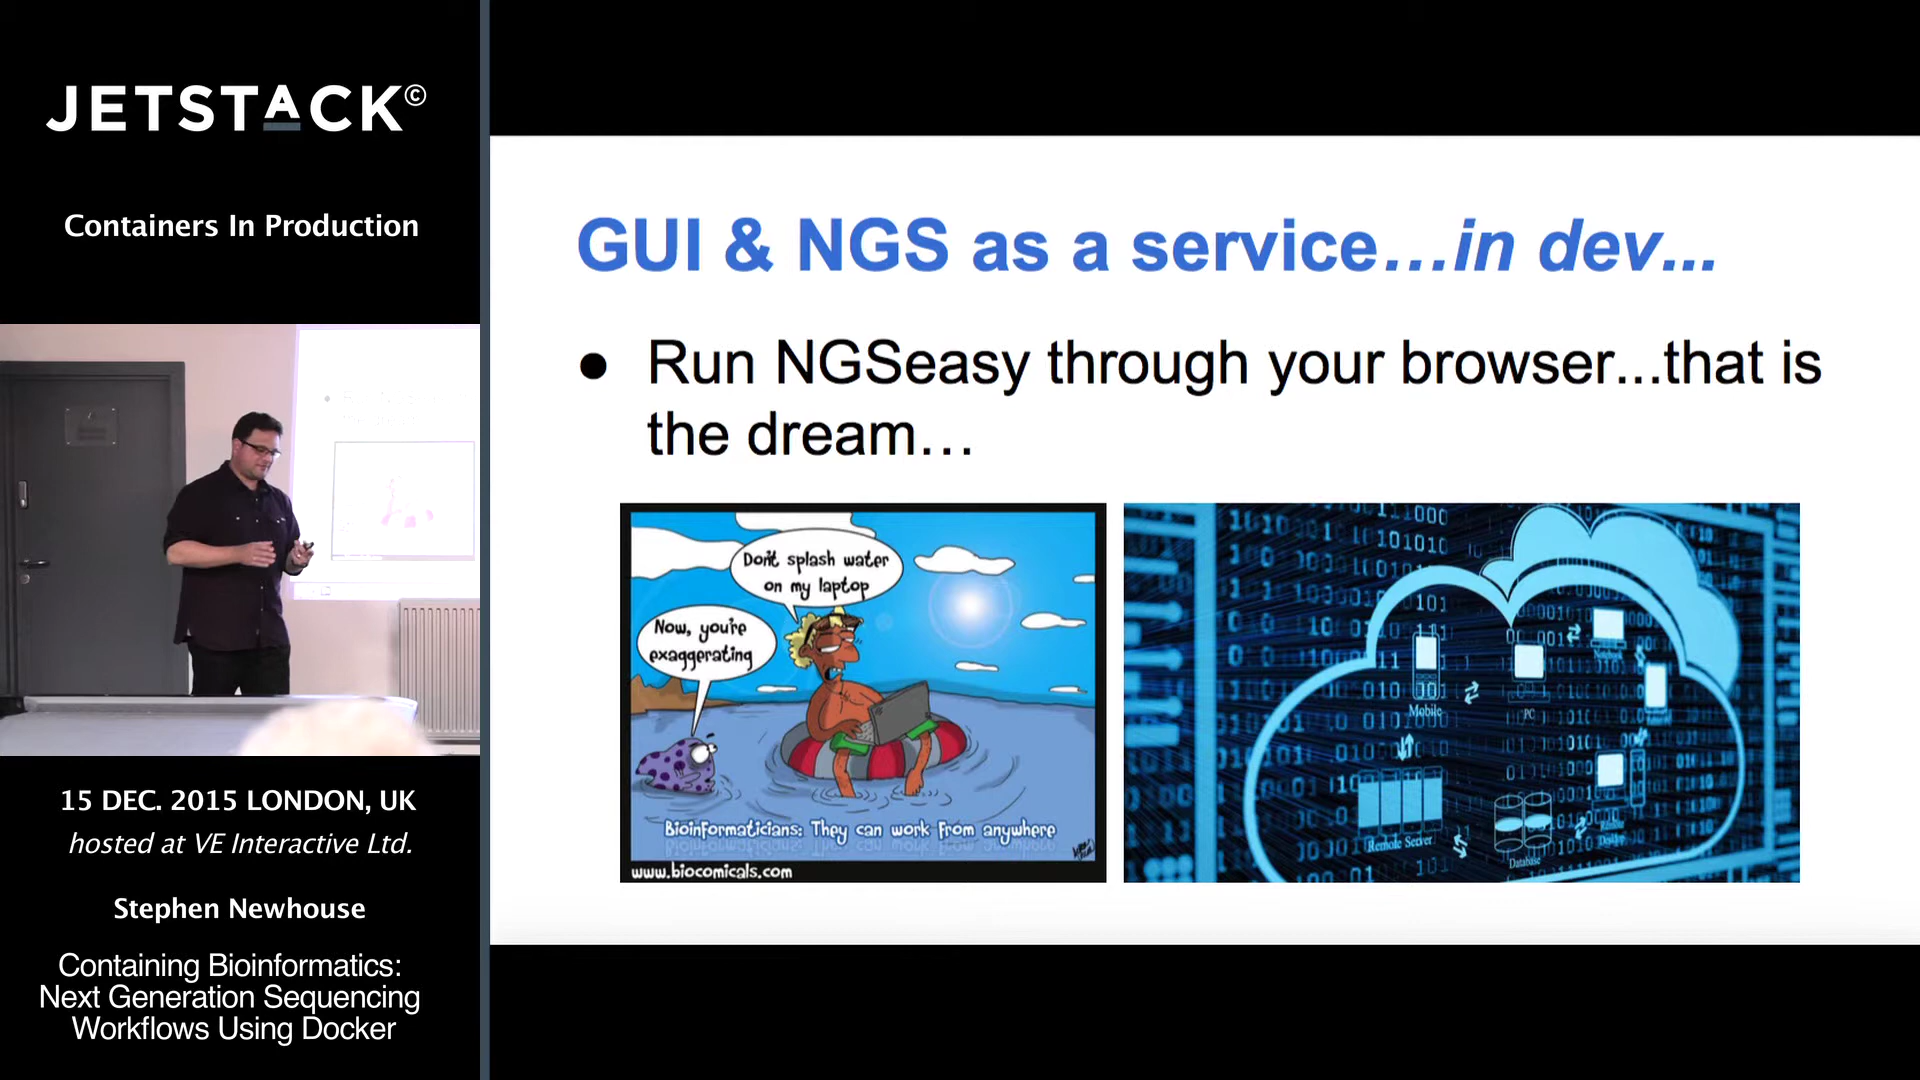 JETSTACK©
Containers In Production
15 DEC. 2015 LONDON, UK
hosted at VE Interactive Ltd.
Stephen Newhouse
Containing Bioinformatics:
Next Generation Sequencing
Workflows Using Docker
GUI & NGS as a service...in dev...
● Run NGSeasy through your browser...that is
the dream...
Don't splash water
on my laptop
Now, you're
exaggerating
Bioinformaticians: They can work from anywhere
www.biocomicals.com
Mobile
PC
Remote Server
Database